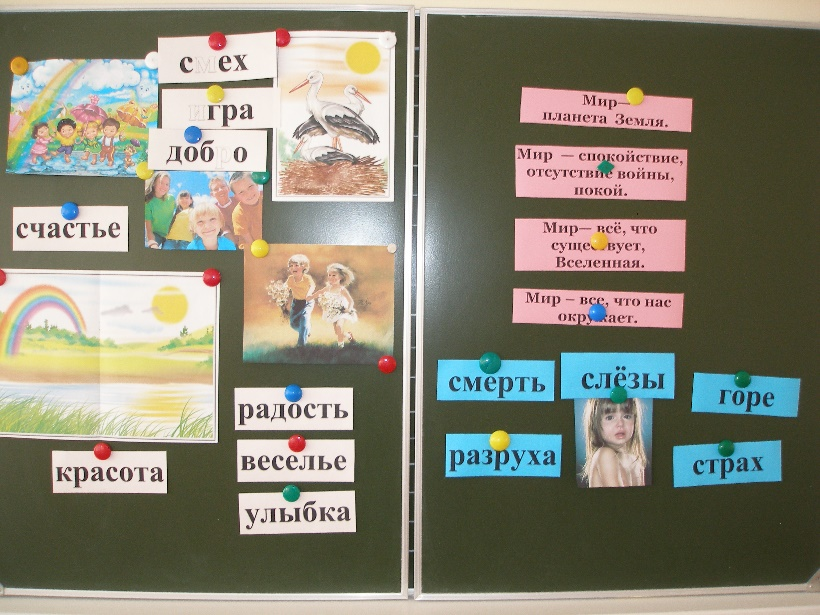 смех
игра
добро
счастье
радость
красота
веселье
улыбка
Мир—
планета Земля.
Мир — спокойствие,
отсутствие войны,
покой.
Мир— всё, что
существует,
Вселенная.
Мир – все, что нас
окружает.
смерть
слёзы
горе
разруха
страх